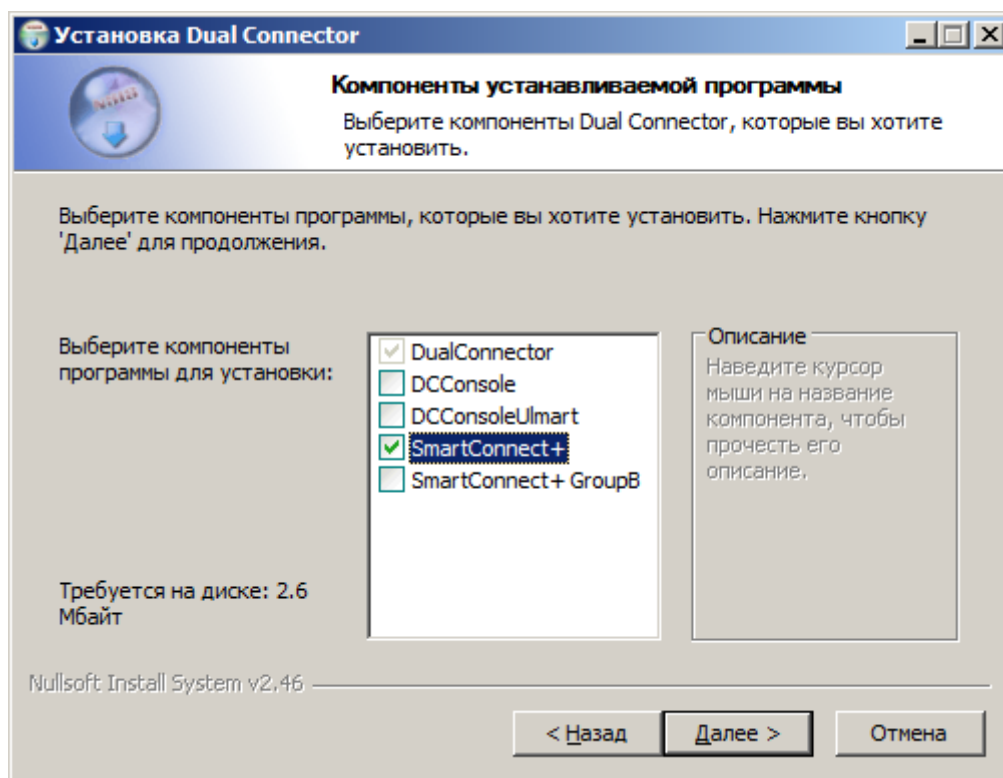 Установка Dual Connector
Компоненты устанавливаемой программы
Выберите компоненты Dual Connector, которые вы хотите
установить.
Выберите компоненты программы, которые вы хотите установить. Нажмите кнопку
'Далее' для продолжения.
Выберите компоненты
программы для установки:
DualConnector
DCConsole
DCConsoleUlmart
SmartConnect+
SmartConnect+ GroupB
Описание
Наведите курсор
мыши на название
компонента, чтобы
прочесть его
описание.
Требуется на диске: 2.6
Мбайт
Nullsoft Install System v2.46
< Назад
Далее >
Отмена